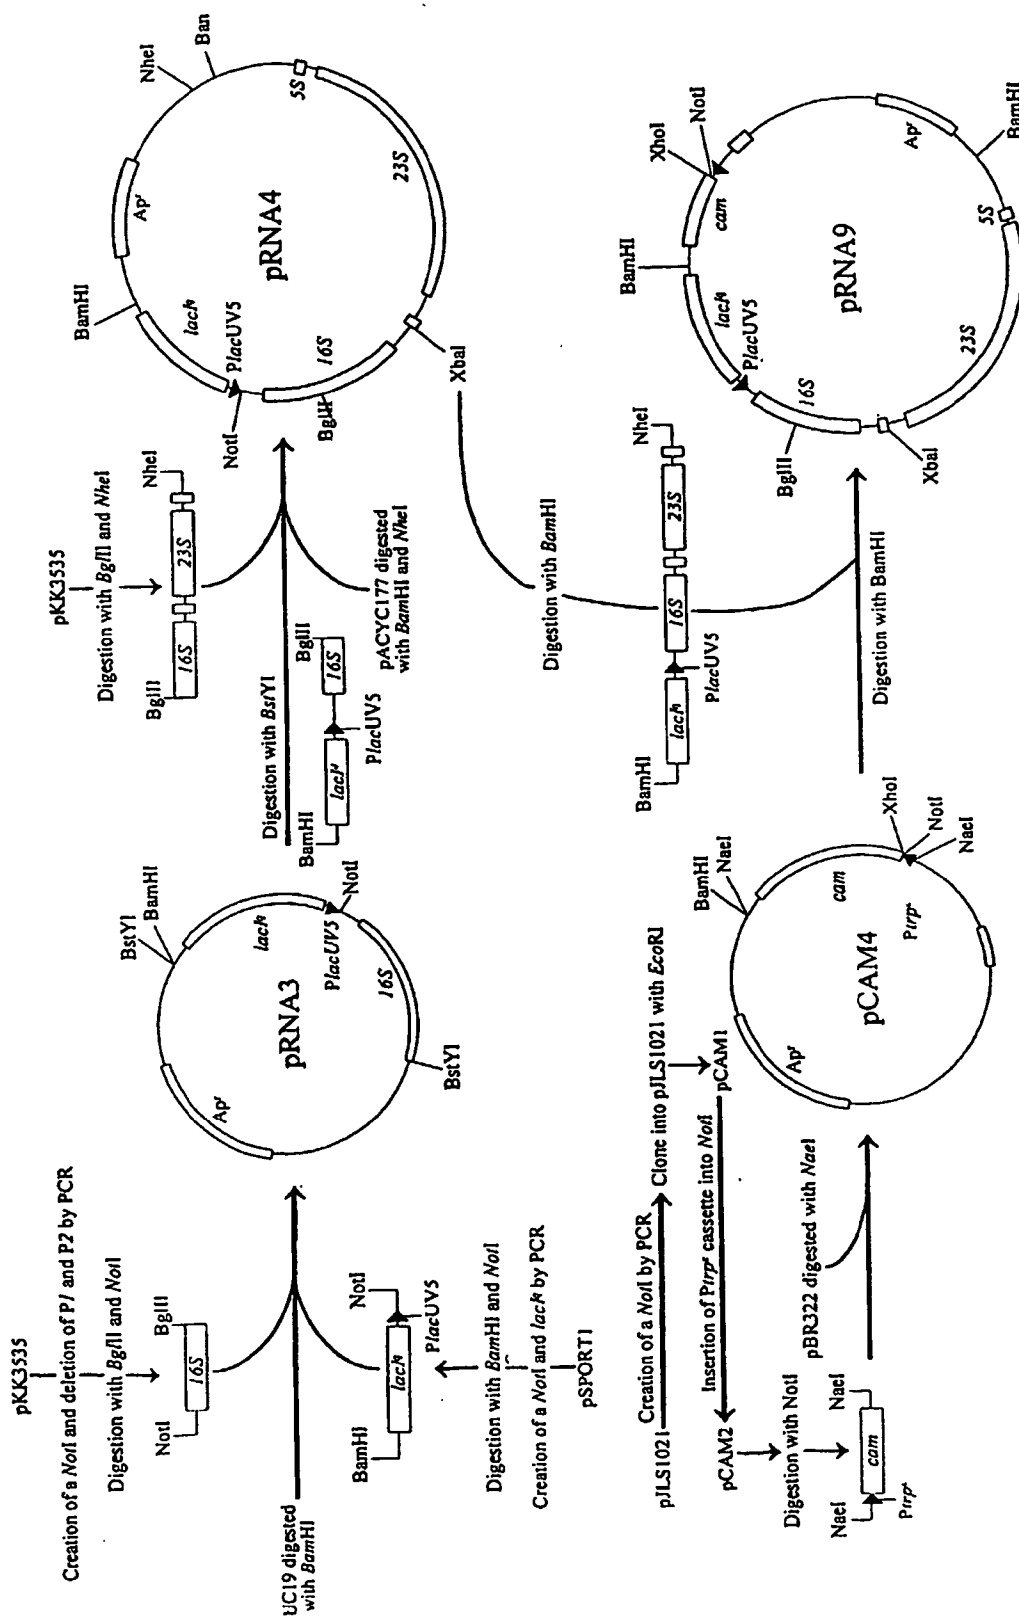 pKK3535
Creation of a NotI and deletion of P1 and P2 by PCR
Digestion with BglII and NotI
NotI
BglII
16S
UC19 digested
with BamHI
BamHI
lacIq
NotI
PlacUV5
Digestion with BamHI and NotI
Creation of a NotI and lacIq by PCR
pSPORT1
pRNA3
BstYI
BamHI
lacIq
PlacUV5
NotI
16S
BstYI
Apr
pKK3535
Digestion with BglII and NheI
BglII
16S
23S
NheI
Digestion with BstYI
BamHI
lacIq
PlacUV5
16S
BglII
pACYC177 digested
with BamHI and NheI
pRNA4
BamHI
Apr
NheI
Ban
5S
23S
XbaI
16S
BglII
NotI
PlacUV5
lacIq
pJLS1021
Creation of a NotI by PCR
Clone into pJLS1021 with EcoRI
pCAM1
Insertion of Ptrpc cassette into NotI
pCAM2
Digestion with NotI
NaeI
cam
NaeI
pBR322 digested with NaeI
pCAM4
BamHI
NaeI
cam
XhoI
NotI
NaeI
Apr
Digestion with BamHI
BamHI
lacIq
PlacUV5
16S
23S
NheI
Digestion with BamHI
pRNA9
BamHI
cam
XhoI
NotI
Apr
BamHI
5S
23S
XbaI
16S
BglII
PlacUV5
lacIq